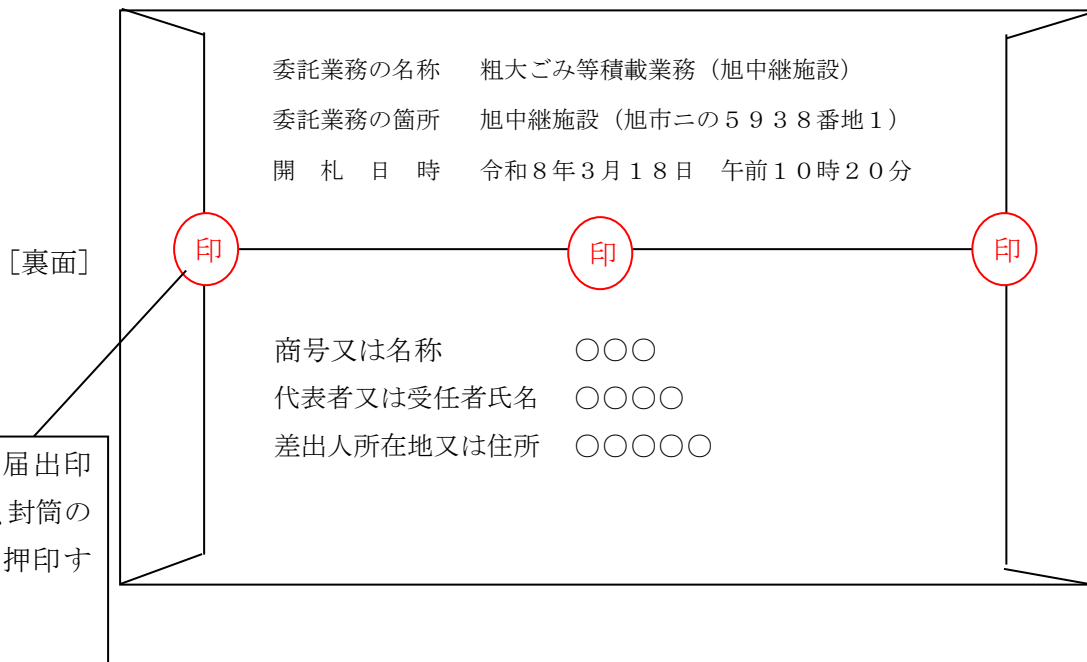 委託業務の名称　粗大ごみ等積載業務（旭中継施設）
委託業務の箇所　旭中継施設（旭市ニの５９３８番地１）
開　札　日　時　令和８年３月１８日　午前１０時２０分
印　印　印
［裏面］
商号又は名称　○○○
代表者又は受任者氏名　○○○○
差出人所在地又は住所　○○○○○
届出印
封筒の
押印す